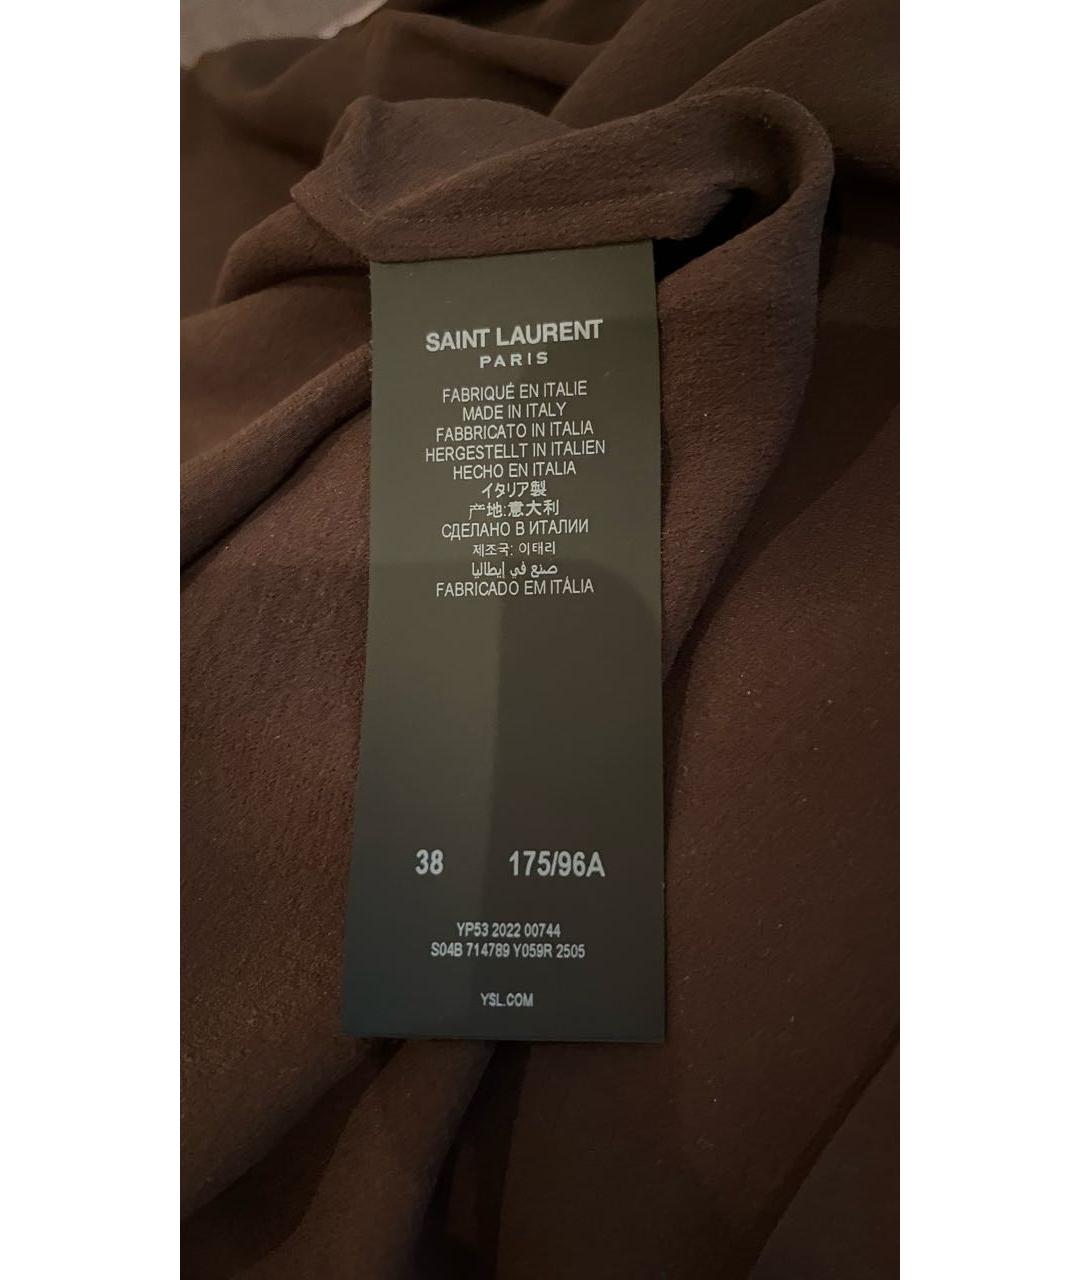 SAINT LAURENT
PARIS
FABRIQUÉ EN ITALIE
MADE IN ITALY
FABBRICATO IN ITALIA
HERGESTELLT IN ITALIEN
HECHO EN ITALIA
イタリア製
产地:意大利
СДЕЛАНО В ИТАЛИИ
제조국: 이태리
صنع في إيطاليا
FABRICADO EM ITÁLIA
38 175/96A
YP53 2022 00744
S04B 714789 Y059R 2505
YSL.COM